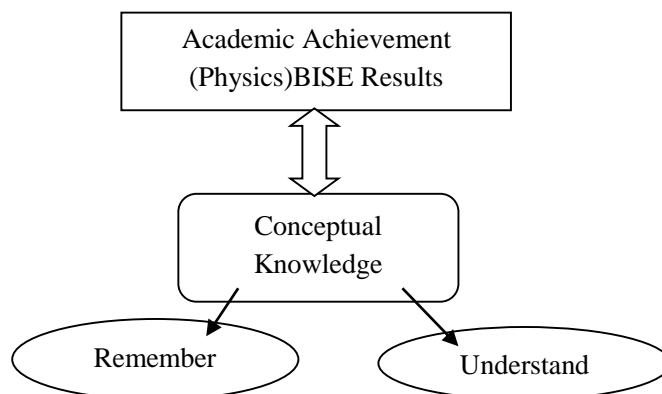 Academic Achievement
(Physics)BISE Results
Conceptual
Knowledge
Remember
Understand